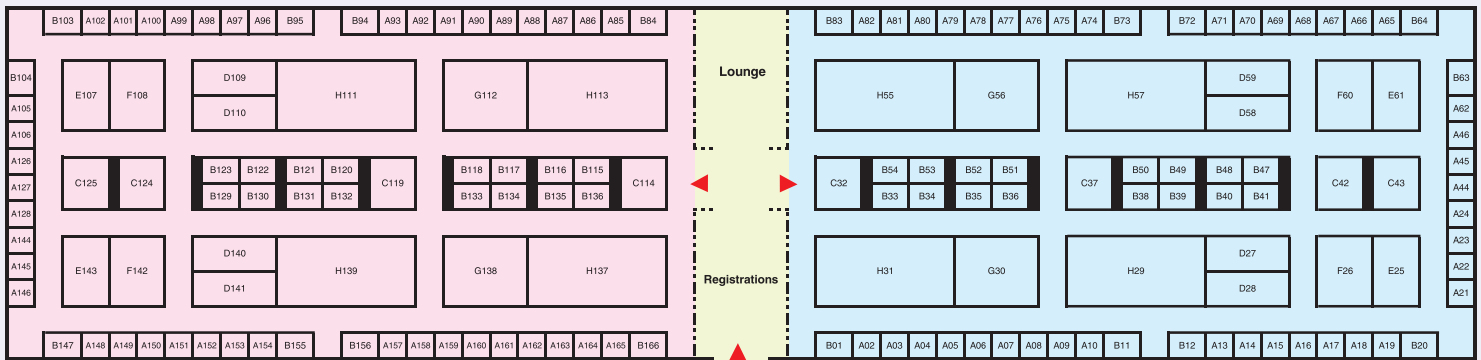 B103 A102 A101 A100 A99 A98 A97 A96 B95 B94 A93 A92 A91 A90 A89 A88 A87 A86 A85 B84 B83 A82 A81 A80 A79 A78 A77 A76 A75 A74 B73 B72 A71 A70 A69 A68 A67 A66 A65 B64
B104 D109 Lounge D59 B63
E107 F108 H111 G112 H113 H55 G56 H57 F60 E61
A105 D110 D58 A62
A106 A46
A126 A45
B123 B122 B121 B120 B118 B117 B116 B115 B54 B53 B52 B51 B50 B49 B48 B47
C125 C124 C119 C114 C32 C37 C42 C43
A127 A44
B129 B130 B131 B132 B133 B134 B135 B136 B33 B34 B35 B36 B38 B39 B40 B41
A128 A24
A144 A23
D140 D27
A145 A22
E143 F142 H139 G138 H137 H31 G30 H29 F26 E25
Registrations
D141 D28
A146 A21
B147 A148 A149 A150 A151 A152 A153 A154 B155 B156 A157 A158 A159 A160 A161 A162 A163 A164 A165 B166 B01 A02 A03 A04 A05 A06 A07 A08 A09 A10 B11 B12 A13 A14 A15 A16 A17 A18 A19 B20